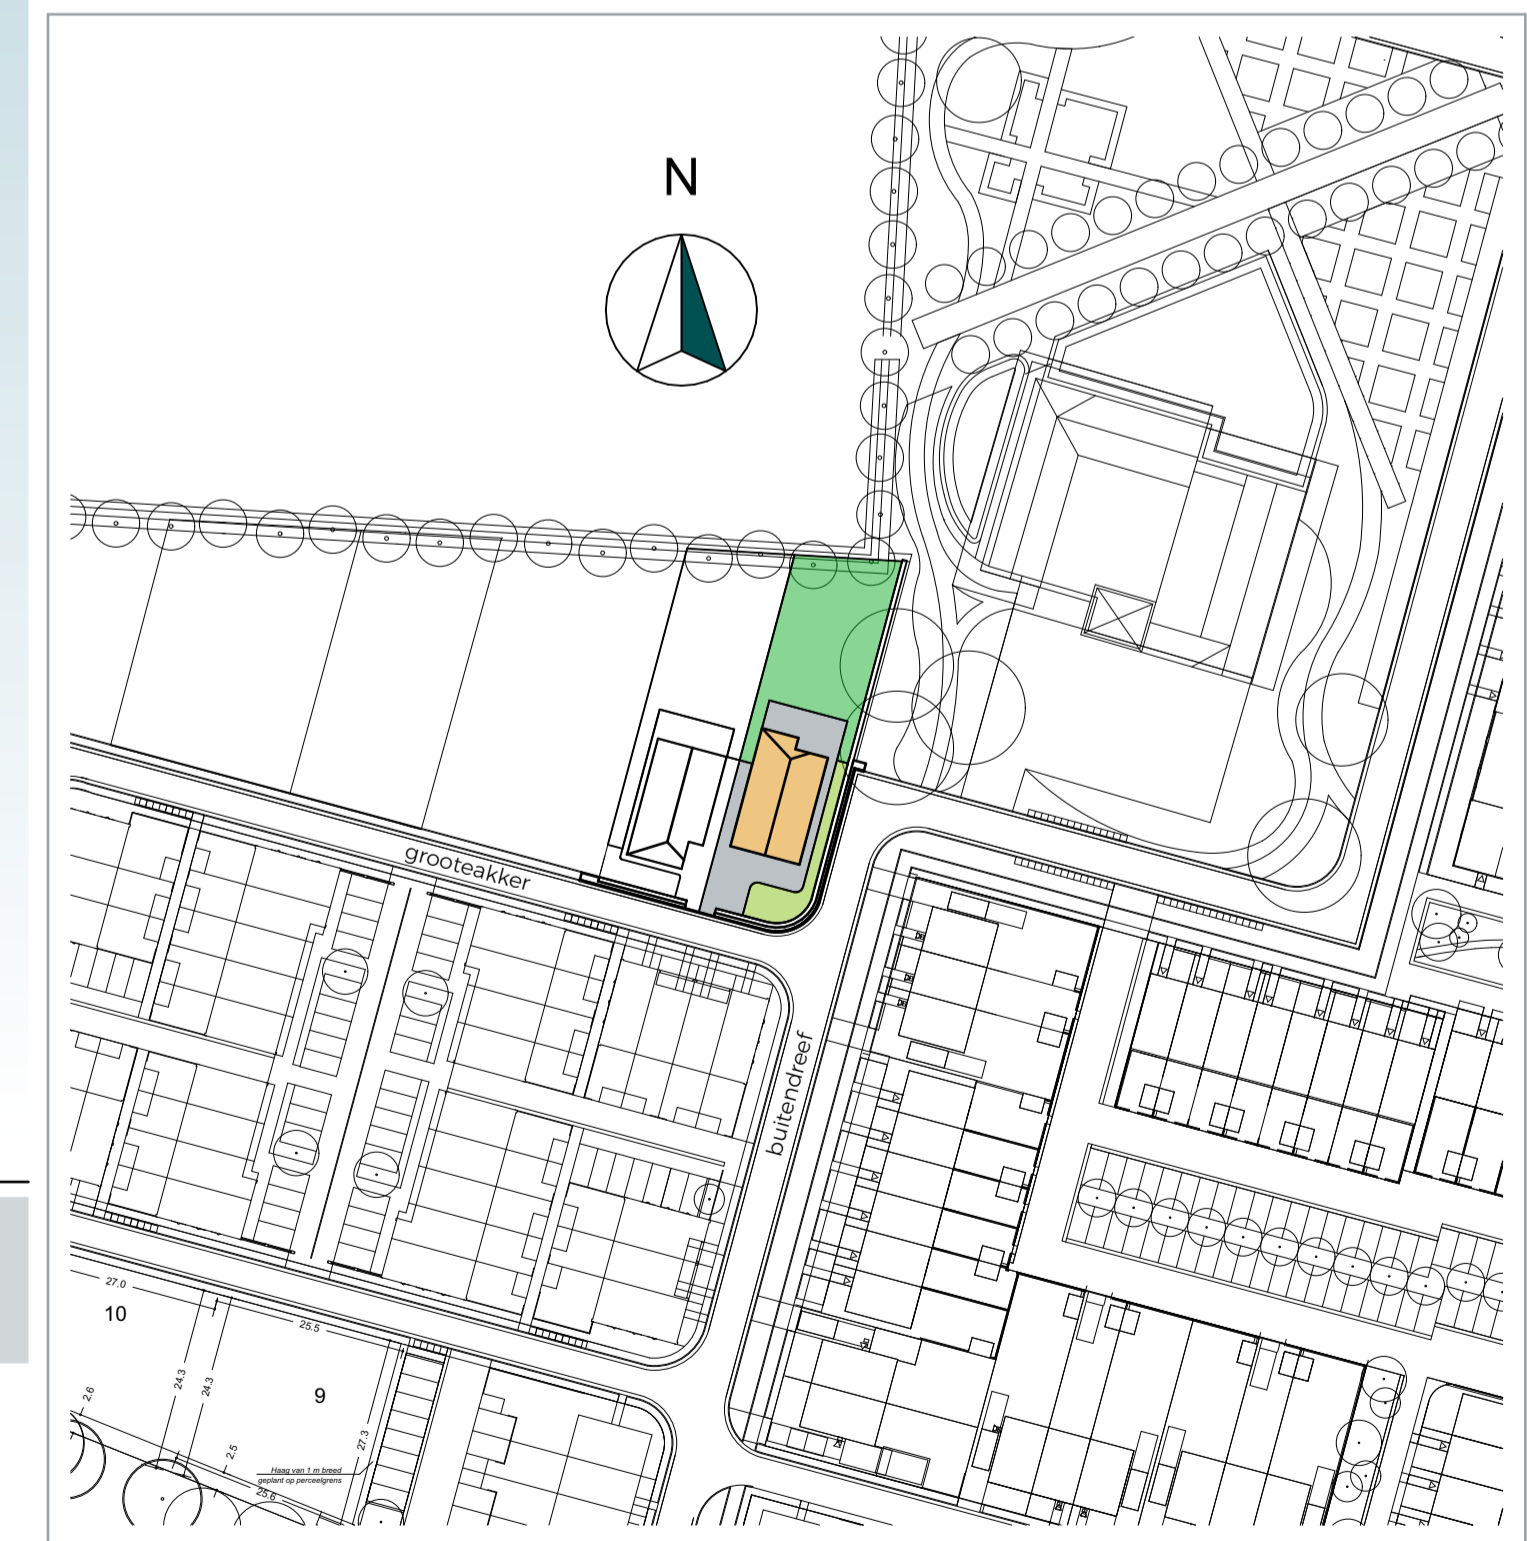 N
grooteakker
buitendreef
27.0
10
25.5
24.3
24.3
9
2.6
2.5
27.3
Haag van 1 m breed
geplant op perceelgrens
25.6